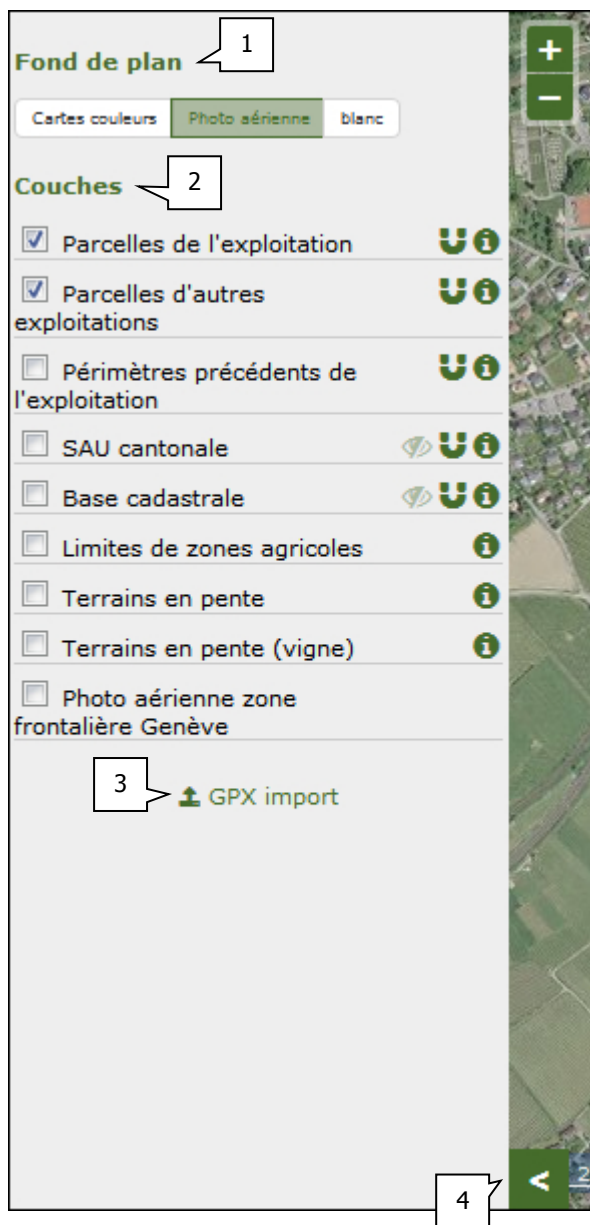 1
Fond de plan
Cartes couleurs Photo aérienne blanc
2
Couches
Parcelles de l'exploitation
Parcelles d'autres
exploitations
Périmètres précédents de
l'exploitation
SAU cantonale
Base cadastrale
Limites de zones agricoles
Terrains en pente
Terrains en pente (vigne)
Photo aérienne zone
frontalière Genève
3
GPX import
4
+
−
<
2